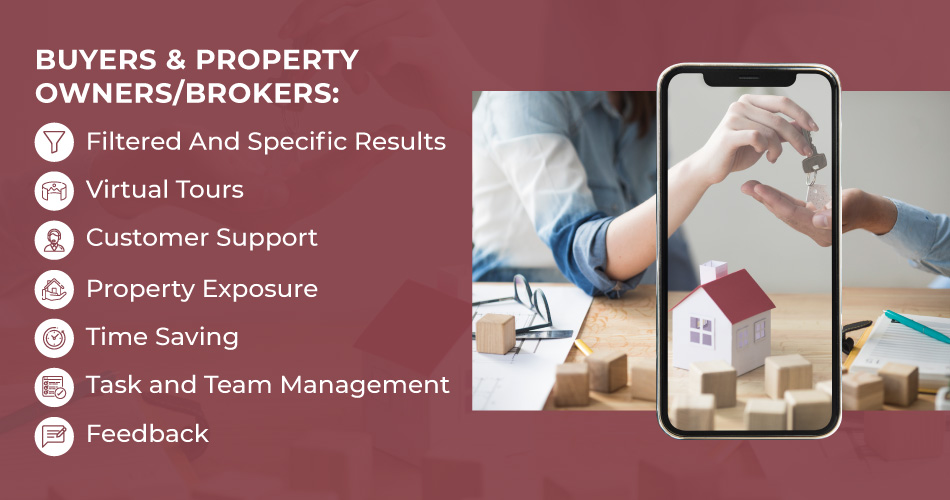 BUYERS & PROPERTY
OWNERS/BROKERS:
Filtered And Specific Results
Virtual Tours
Customer Support
Property Exposure
Time Saving
Task and Team Management
Feedback